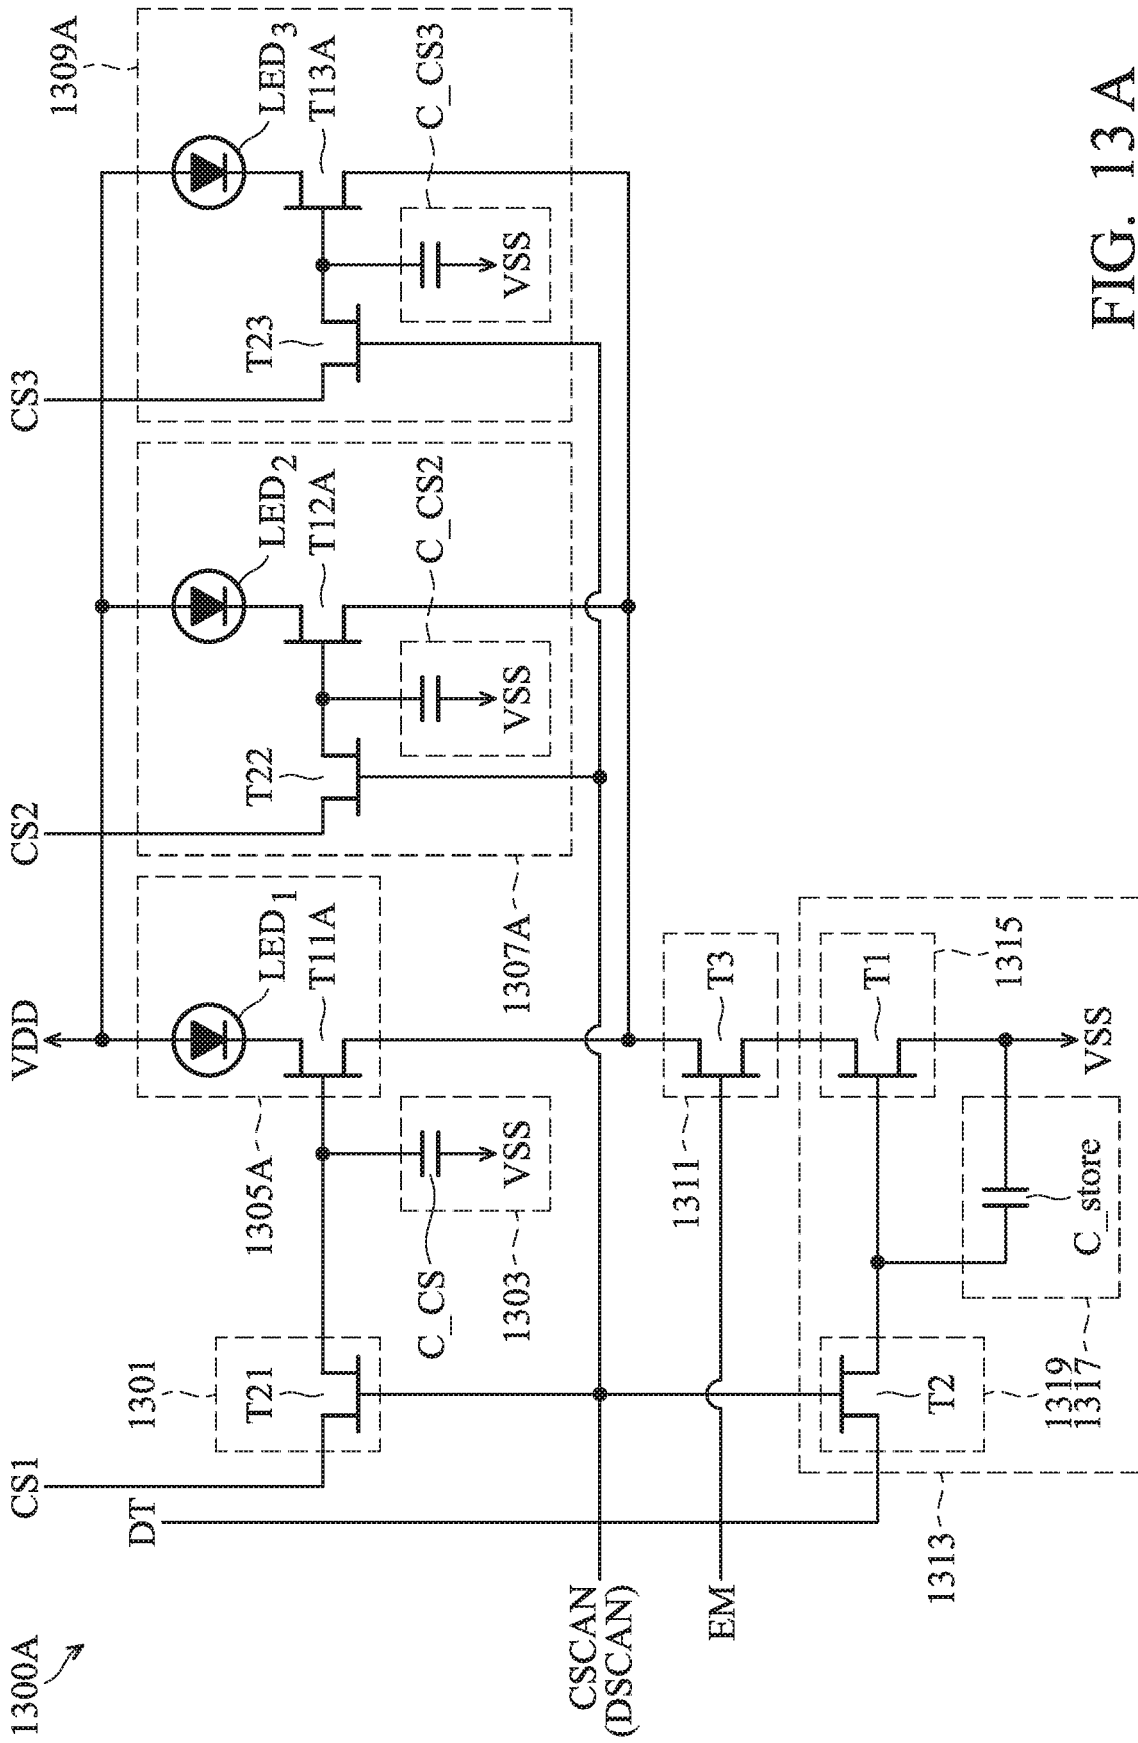 1300A
CS1
DT
VDD
CS2
CS3
1301
T21
1305A
LED1
T11A
C_CS
VSS
1303
1307A
T22
LED2
T12A
C_CS2
VSS
1309A
T23
LED3
T13A
C_CS3
VSS
CSCAN
(DSCAN)
EM
1311
T3
1313
T2
1319
1317
T1
1315
C_store
VSS
FIG. 13 A